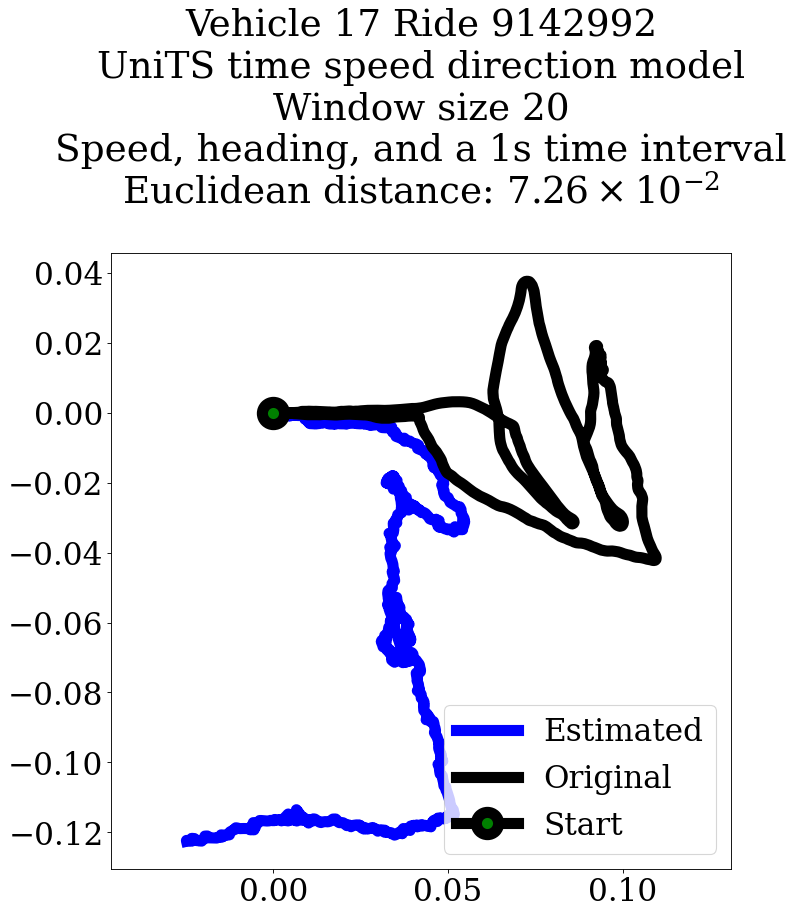 Vehicle 17 Ride 9142992
UniTS time speed direction model
Window size 20
Speed, heading, and a 1s time interval
Euclidean distance: 7.26 × 10⁻²
0.04
0.02
0.00
−0.02
−0.04
−0.06
−0.08
−0.10
−0.12
Estimated
Original
Start
0.00 0.05 0.10